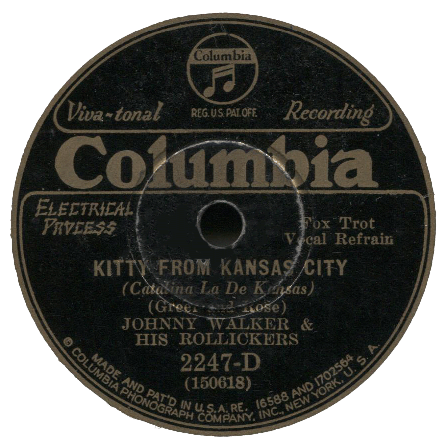 Columbia
REG. U.S. PAT. OFF.
Viva-tonal Recording
Columbia
ELECTRICAL
PROCESS
Fox Trot
Vocal Refrain
KITTY FROM KANSAS CITY
(Catalina La De Kansas)
(Greer and Rose)
JOHNNY WALKER &
HIS ROLLICKERS
2247-D
(150618)
MADE AND PAT'D IN U.S.A. RE. 16588 AND 1702564
© COLUMBIA PHONOGRAPH COMPANY, INC., NEW YORK, U.S.A.